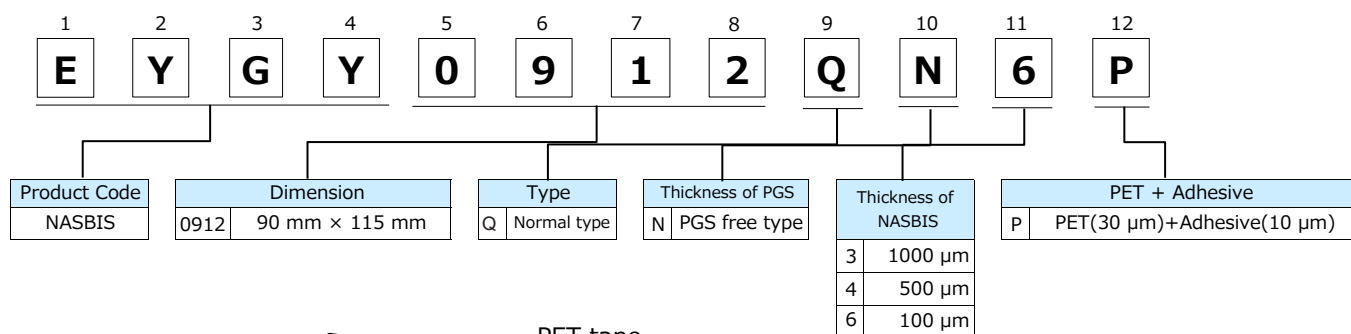 1 2 3 4 5 6 7 8 9 10 11 12
E Y G Y 0 9 1 2 Q N 6 P
Product Code
NASBIS
Dimension
0912 90 mm × 115 mm
Type
Q Normal type
Thickness of PGS
N PGS free type
Thickness of
NASBIS
3 1000 µm
4 500 µm
6 100 µm
PET + Adhesive
P PET(30 µm)+Adhesive(10 µm)
PET tape